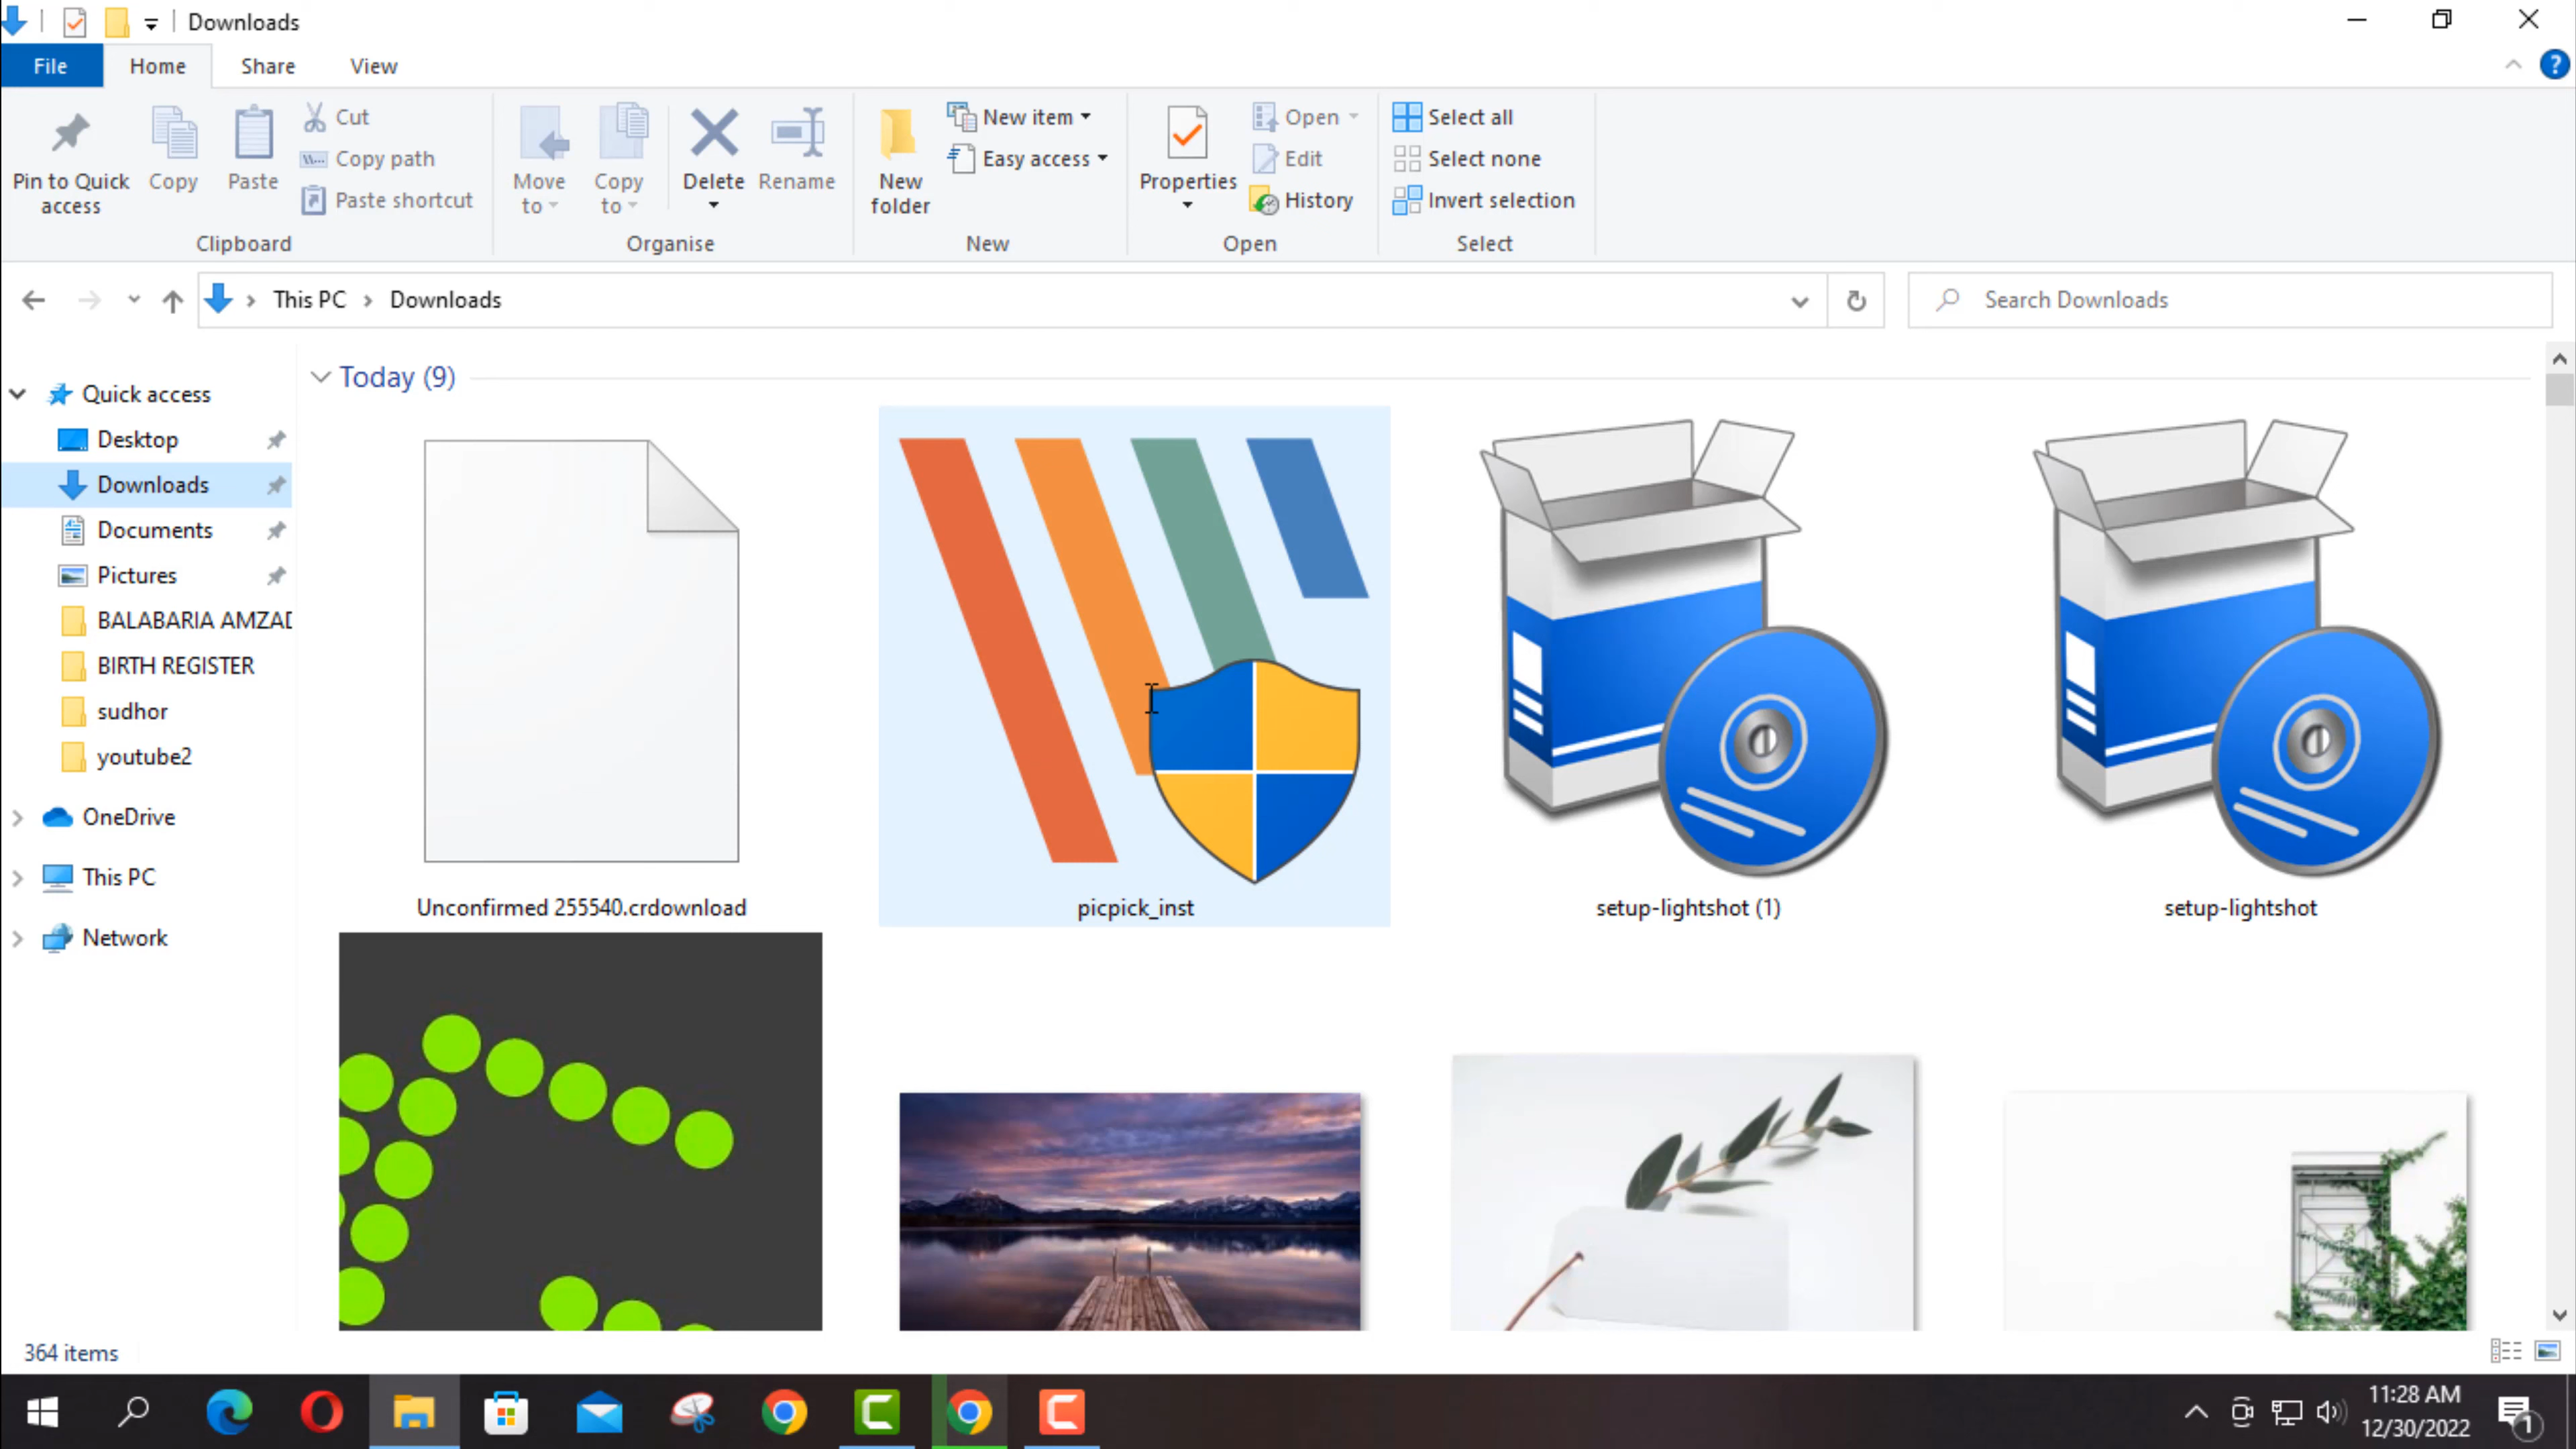 Downloads
File
Home
Share
View
?
Pin to Quick access
Copy
Paste
Cut
Copy path
Paste shortcut
Clipboard
Move to
Copy to
Delete
Rename
Organise
New folder
New item
Easy access
New
Properties
Open
Edit
History
Open
Select all
Select none
Invert selection
Select
This PC
Downloads
Search Downloads
Quick access
Desktop
Downloads
Documents
Pictures
BALABARIA AMZAD
BIRTH REGISTER
sudhor
youtube2
OneDrive
This PC
Network
Today (9)
Unconfirmed 255540.crdownload
picpick_inst
setup-lightshot (1)
setup-lightshot
364 items
11:28 AM
12/30/2022
1